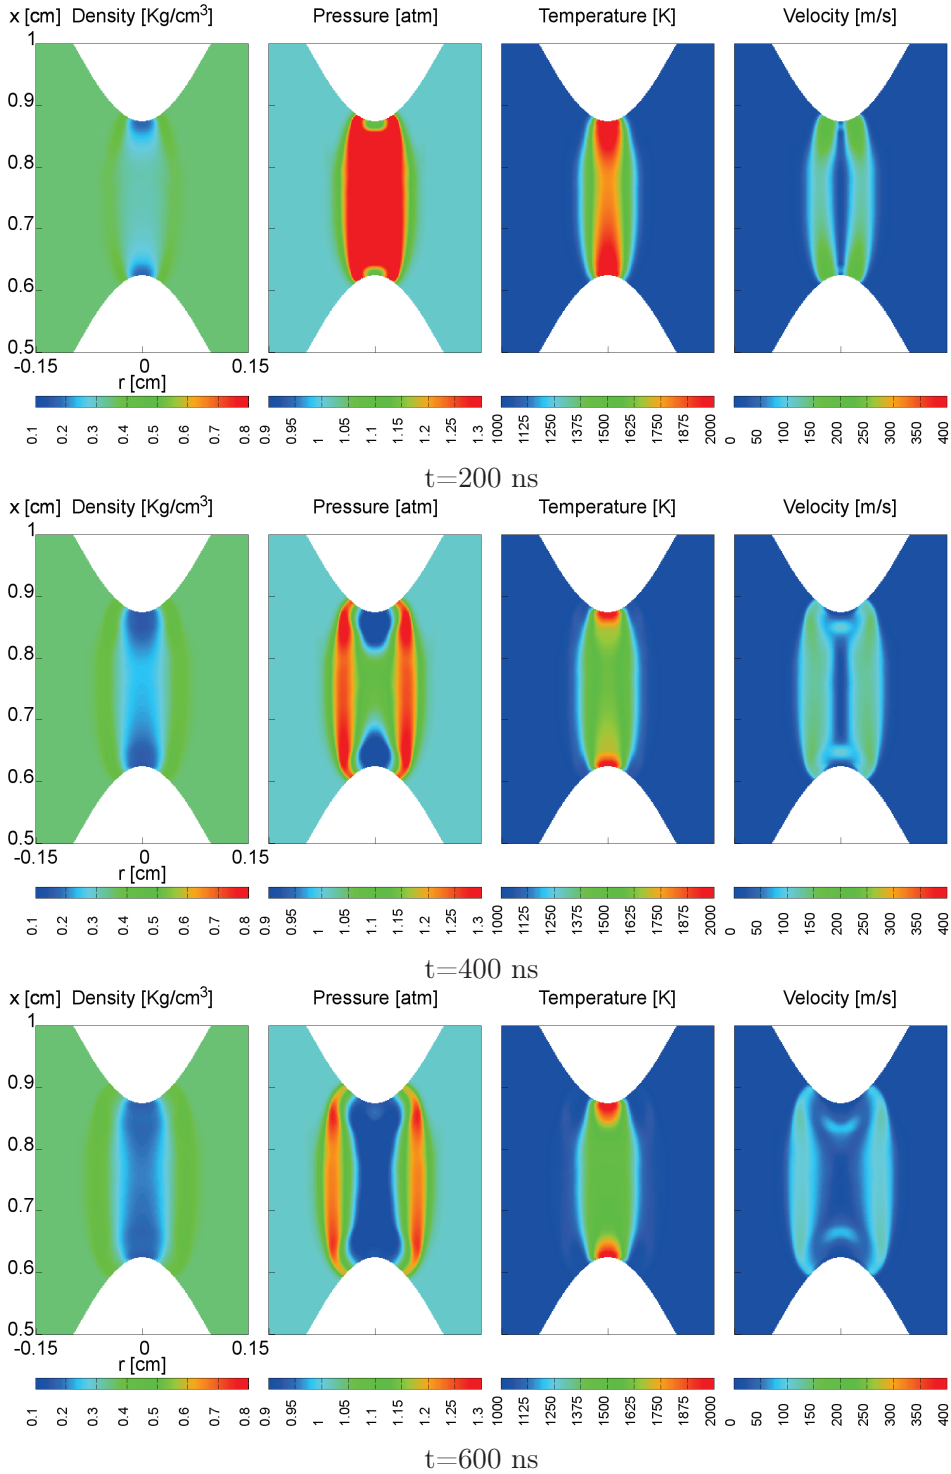 x [cm] Density [Kg/cm3] Pressure [atm] Temperature [K] Velocity [m/s]
1
0.9
0.8
0.7
0.6
0.5
-0.15 0 0.15
r [cm]
0.1 0.2 0.3 0.4 0.5 0.6 0.7 0.8 0.9 0.95 1 1.05 1.1 1.15 1.2 1.25 1.3 1000 1125 1250 1375 1500 1625 1750 1875 2000 0 50 100 150 200 250 300 350 400
t=200 ns
x [cm] Density [Kg/cm3] Pressure [atm] Temperature [K] Velocity [m/s]
1
0.9
0.8
0.7
0.6
0.5
-0.15 0 0.15
r [cm]
0.1 0.2 0.3 0.4 0.5 0.6 0.7 0.8 0.9 0.95 1 1.05 1.1 1.15 1.2 1.25 1.3 1000 1125 1250 1375 1500 1625 1750 1875 2000 0 50 100 150 200 250 300 350 400
t=400 ns
x [cm] Density [Kg/cm3] Pressure [atm] Temperature [K] Velocity [m/s]
1
0.9
0.8
0.7
0.6
0.5
-0.15 0 0.15
r [cm]
0.1 0.2 0.3 0.4 0.5 0.6 0.7 0.8 0.9 0.95 1 1.05 1.1 1.15 1.2 1.25 1.3 1000 1125 1250 1375 1500 1625 1750 1875 2000 0 50 100 150 200 250 300 350 400
t=600 ns